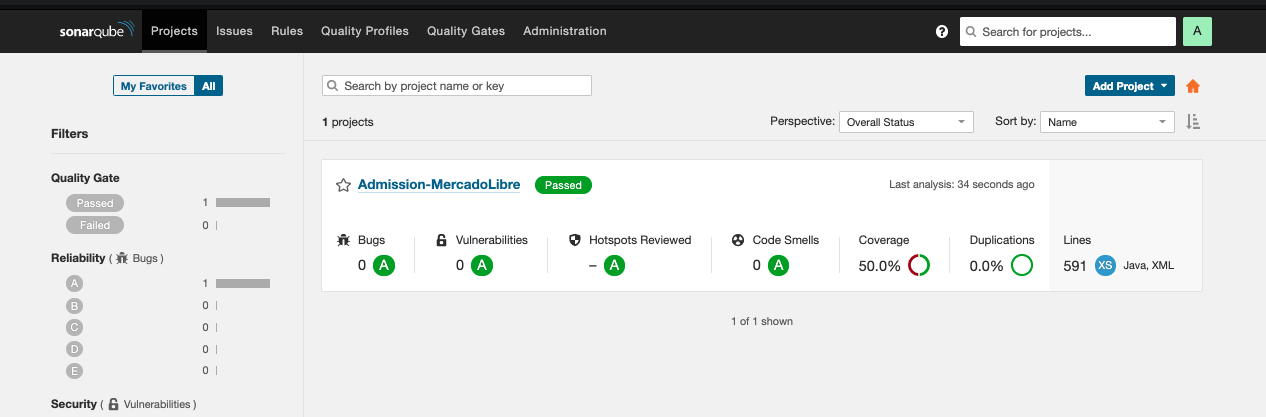 sonarqube Projects Issues Rules Quality Profiles Quality Gates Administration ? Search for projects... A
My Favorites All
Filters
Quality Gate
Passed 1
Failed 0
Reliability ( Bugs )
A 1
B 0
C 0
D 0
E 0
Security ( Vulnerabilities )
Search by project name or key Add Project
1 projects Perspective: Overall Status Sort by: Name
Admission-MercadoLibre Passed Last analysis: 34 seconds ago
Bugs Vulnerabilities Hotspots Reviewed Code Smells Coverage Duplications Lines
0 A 0 A – A 0 A 50.0% 0.0% 591 XS Java, XML
1 of 1 shown